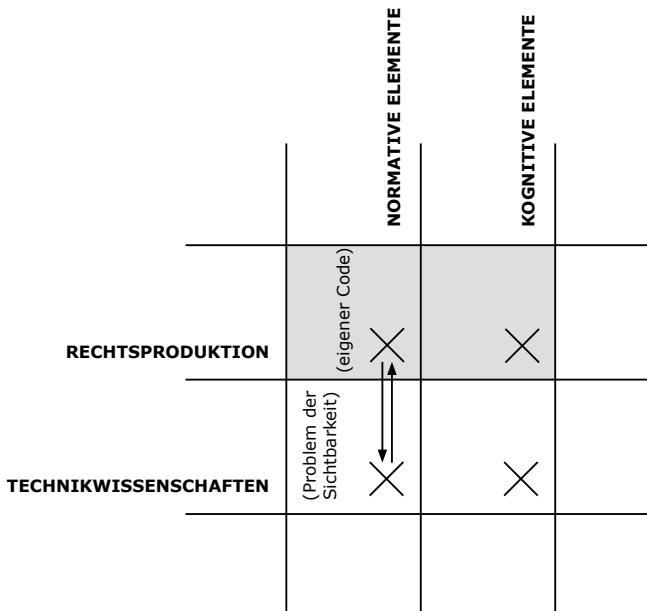 NORMATIVE ELEMENTE
KOGNITIVE ELEMENTE
RECHTSPRODUKTION
(eigener Code)
TECHNIKWISSENSCHAFTEN
(Problem der
Sichtbarkeit)